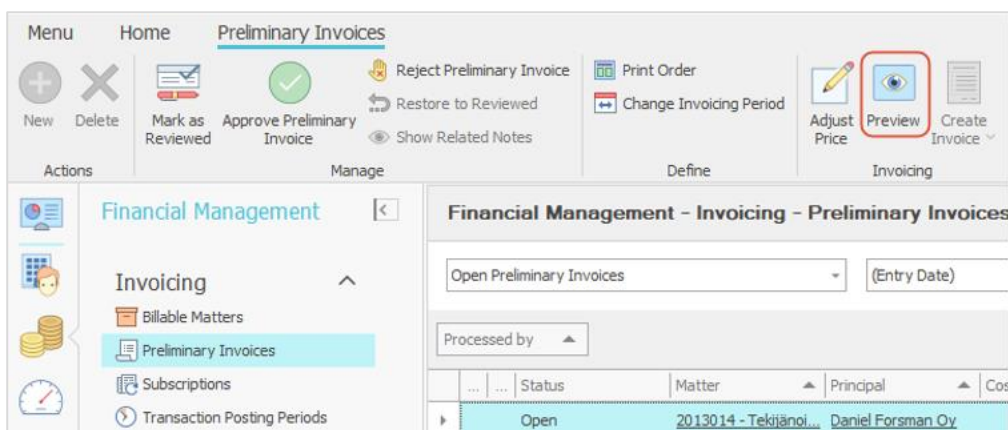 Menu Home Preliminary Invoices
Reject Preliminary Invoice
Restore to Reviewed
Show Related Notes
Print Order
Change Invoicing Period
New Delete Mark as Reviewed Approve Preliminary Invoice
Adjust Price Preview Create Invoice
Actions Manage Define Invoicing
Financial Management
Financial Management - Invoicing - Preliminary Invoices
Open Preliminary Invoices (Entry Date)
Invoicing
Billable Matters
Processed by
Preliminary Invoices
Subscriptions
... ... Status Matter Principal Cos
Transaction Posting Periods
Open 2013014 - Tekijänoi... Daniel Forsman Oy